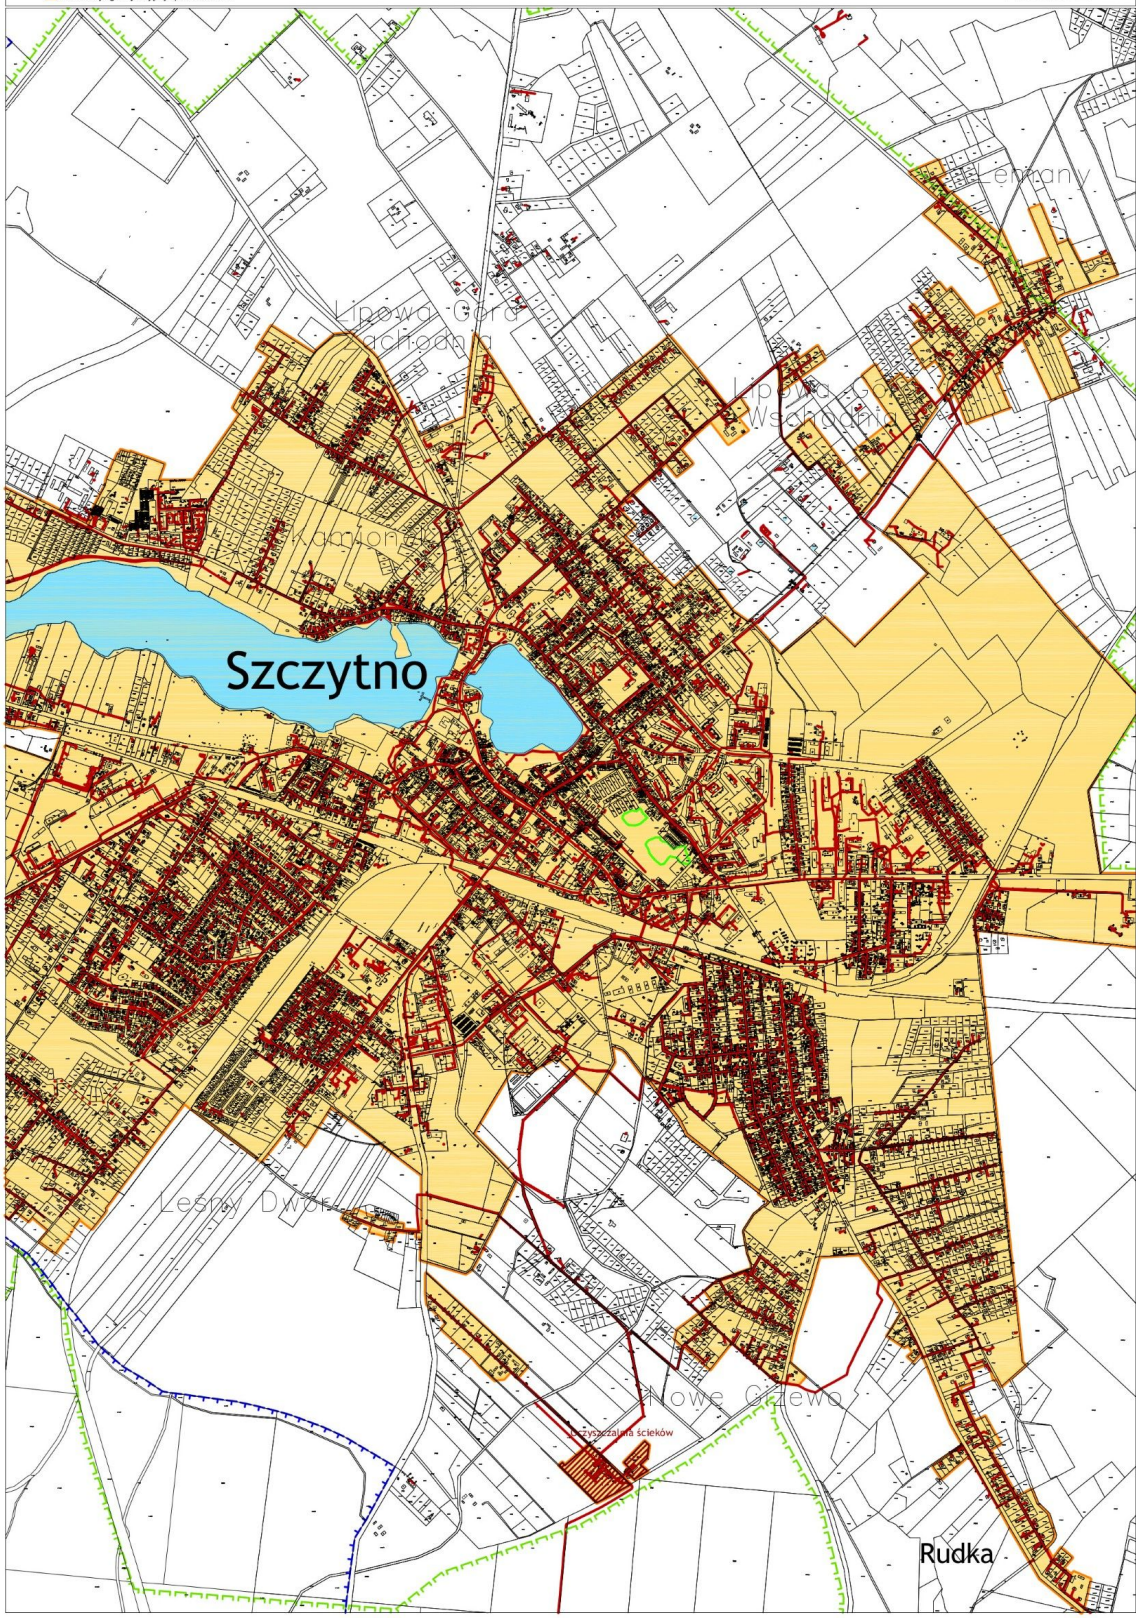 Lemany
Lipowa Góra
Zachodnia
Lipowa Góra
Wschodnia
Kamionek
Szczytno
Leśny Dwór
Nowe Gizewo
Oczyszczalnia ścieków
Rudka